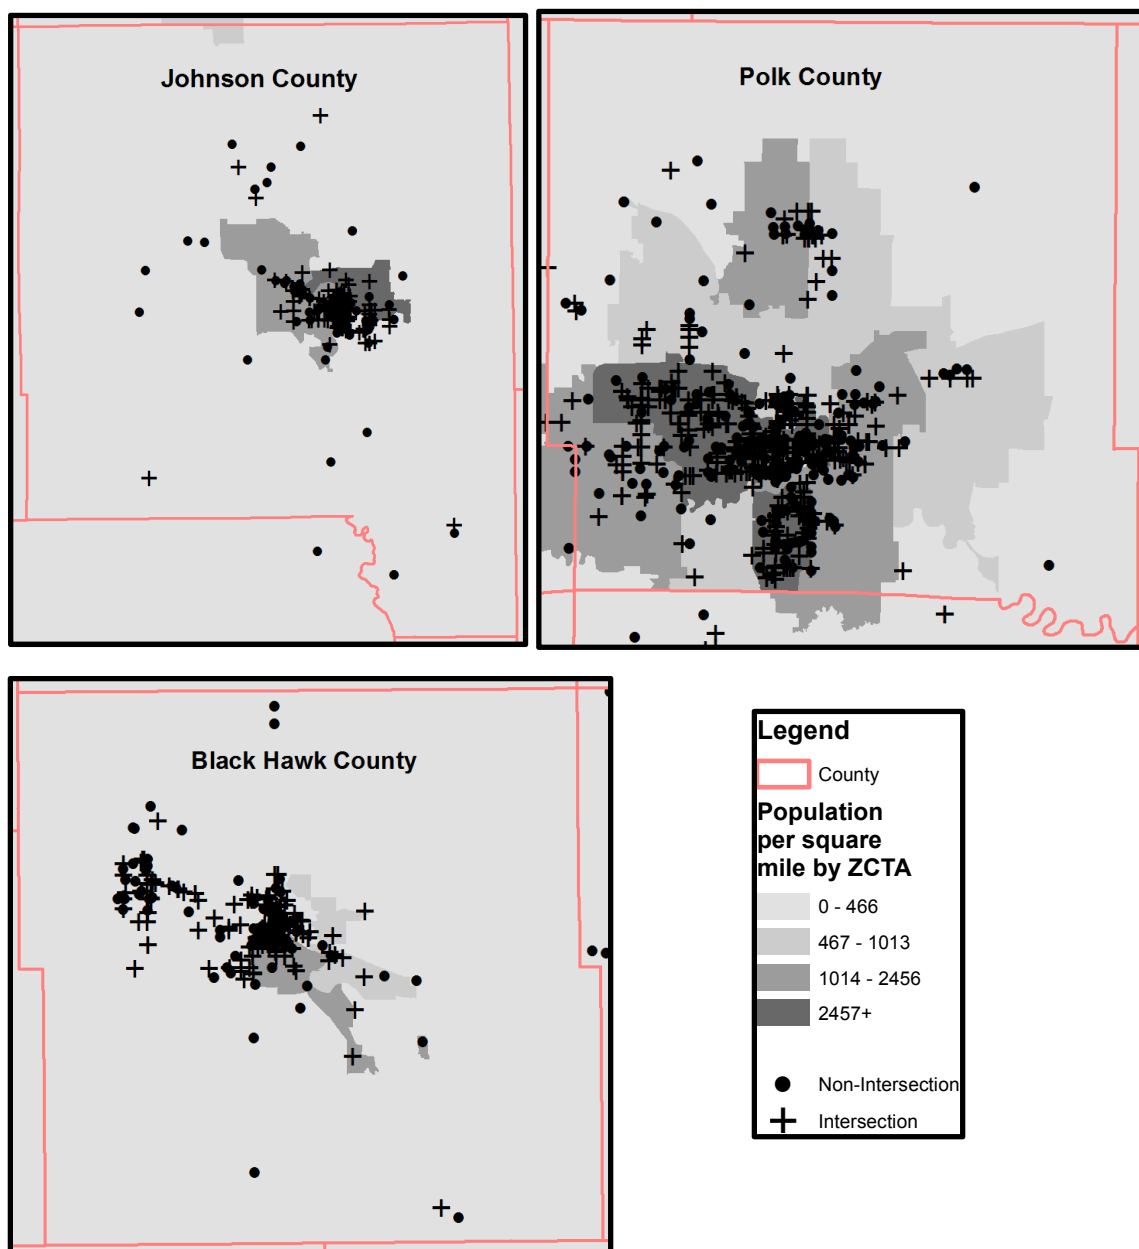 Johnson County
Polk County
Black Hawk County
Legend
County
Population
per square
mile by ZCTA
0 - 466
467 - 1013
1014 - 2456
2457+
Non-Intersection
Intersection